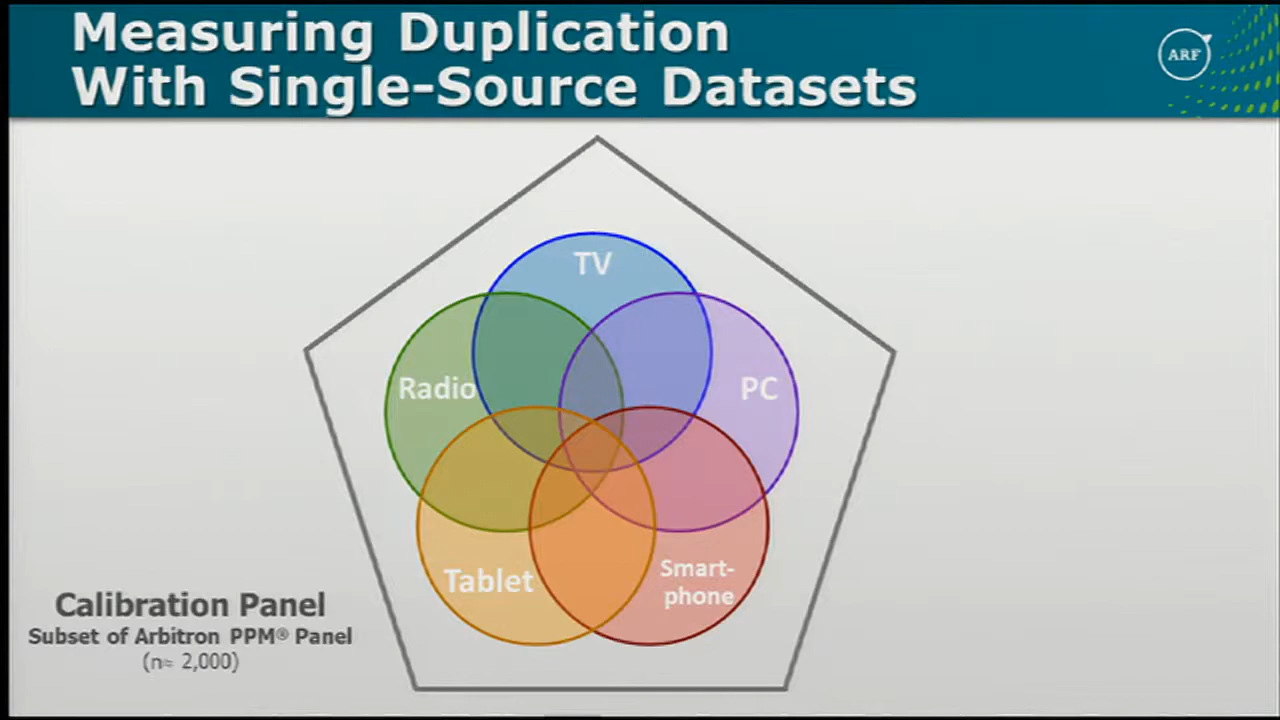 Measuring Duplication
With Single-Source Datasets
ARF
TV
Radio
PC
Tablet
Smart-
phone
Calibration Panel
Subset of Arbitron PPM® Panel
(n≈ 2,000)